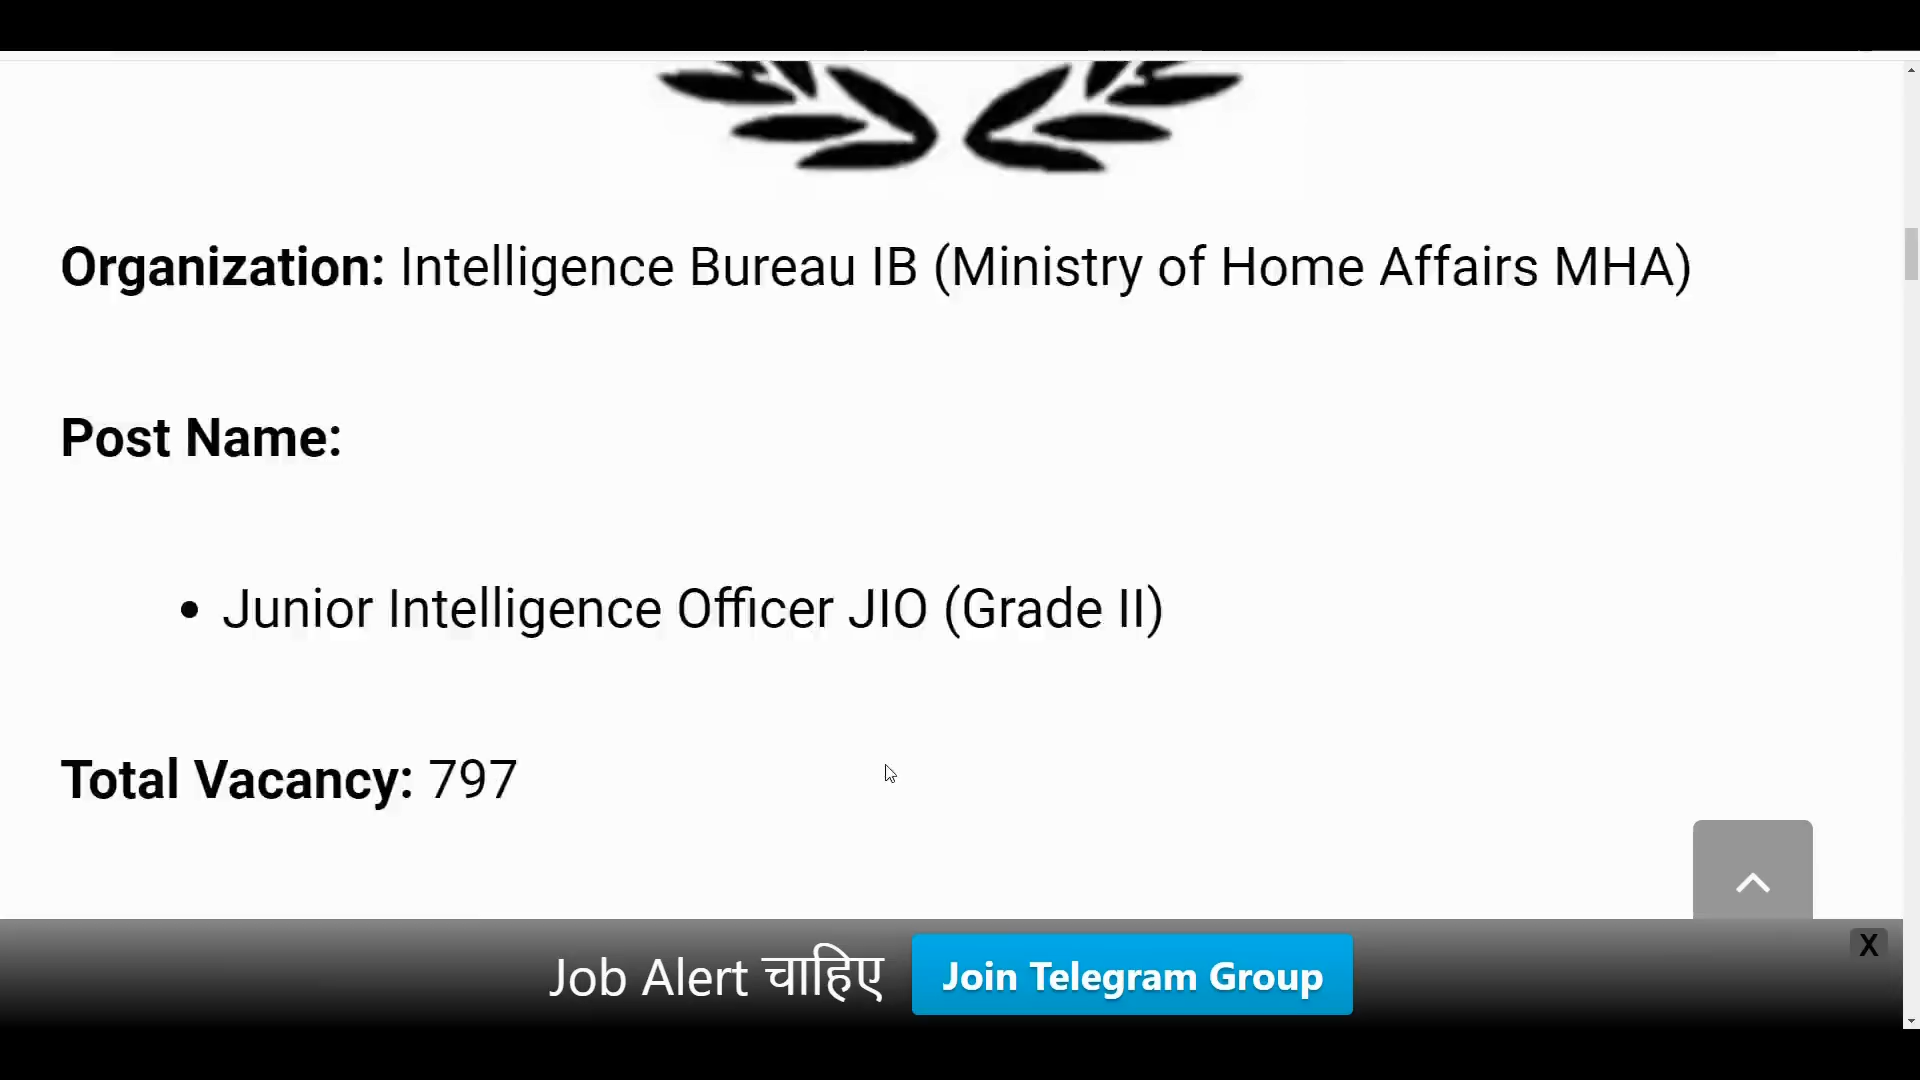 Organization: Intelligence Bureau IB (Ministry of Home Affairs MHA)
Post Name:
• Junior Intelligence Officer JIO (Grade II)
Total Vacancy: 797
Job Alert चाहिए Join Telegram Group
X